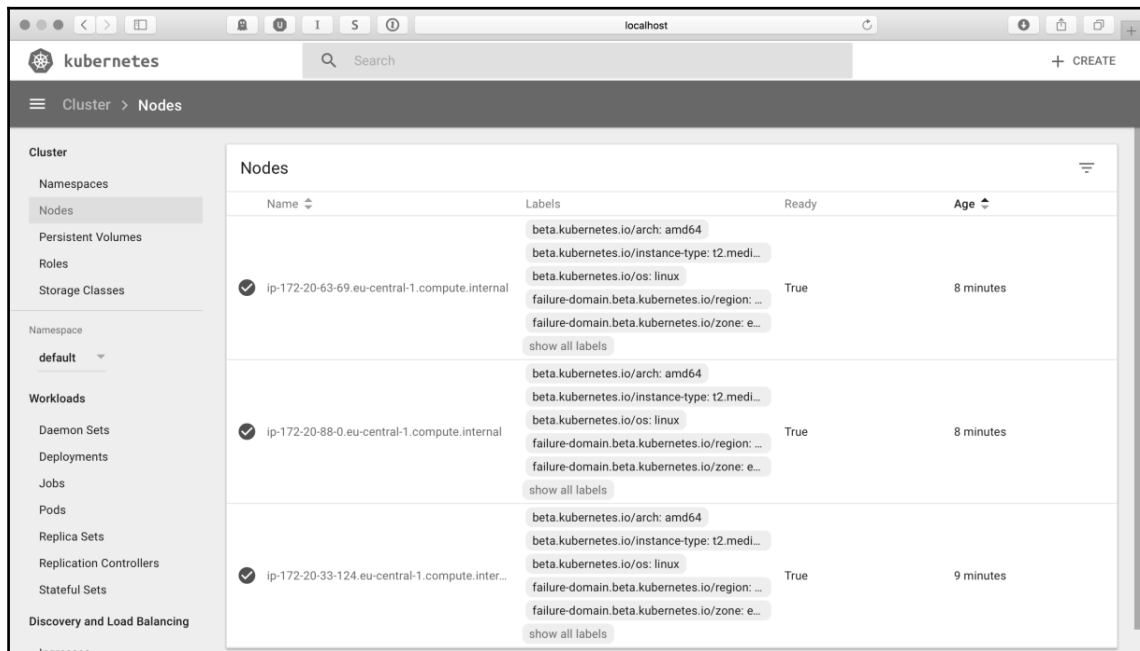 localhost
kubernetes
Search
+ CREATE
Cluster > Nodes
Cluster
Namespaces
Nodes
Persistent Volumes
Roles
Storage Classes
Namespace
default
Workloads
Daemon Sets
Deployments
Jobs
Pods
Replica Sets
Replication Controllers
Stateful Sets
Discovery and Load Balancing
Nodes
Name Labels Ready Age
beta.kubernetes.io/arch: amd64
beta.kubernetes.io/instance-type: t2.medi...
beta.kubernetes.io/os: linux
ip-172-20-63-69.eu-central-1.compute.internal True 8 minutes
failure-domain.beta.kubernetes.io/region: ...
failure-domain.beta.kubernetes.io/zone: e...
show all labels
beta.kubernetes.io/arch: amd64
beta.kubernetes.io/instance-type: t2.medi...
beta.kubernetes.io/os: linux
ip-172-20-88-0.eu-central-1.compute.internal True 8 minutes
failure-domain.beta.kubernetes.io/region: ...
failure-domain.beta.kubernetes.io/zone: e...
show all labels
beta.kubernetes.io/arch: amd64
beta.kubernetes.io/instance-type: t2.medi...
beta.kubernetes.io/os: linux
ip-172-20-33-124.eu-central-1.compute.inter... True 9 minutes
failure-domain.beta.kubernetes.io/region: ...
failure-domain.beta.kubernetes.io/zone: e...
show all labels